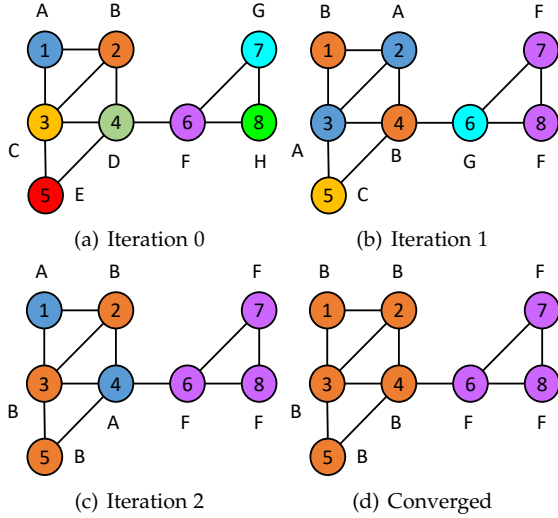 A B G
1 2 7
3 4 6 8
C D F H
5 E
(a) Iteration 0
B A F
1 2 7
3 4 6 8
A B G F
5 C
(b) Iteration 1
A B F
1 2 7
3 4 6 8
B A F F
5 B
(c) Iteration 2
B B F
1 2 7
3 4 6 8
B B F F
5 B
(d) Converged